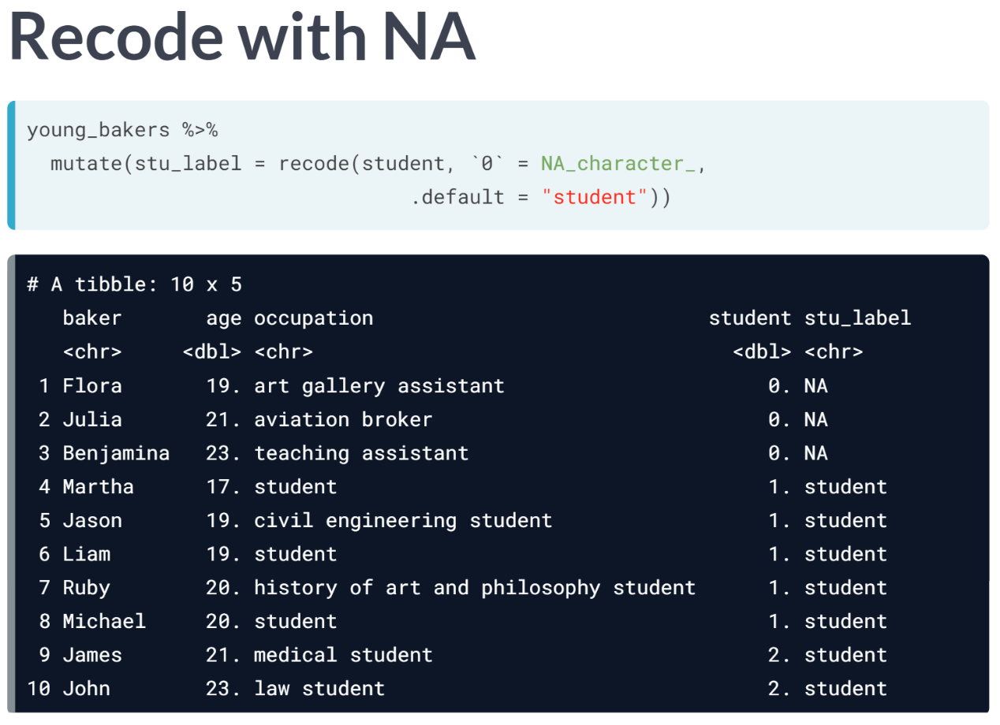 Recode with NA
young_bakers %>%
  mutate(stu_label = recode(student, `0` = NA_character_,
                                .default = "student"))
# A tibble: 10 x 5
   baker       age occupation                            student stu_label
   <chr>     <dbl> <chr>                                   <dbl> <chr>
 1 Flora       19. art gallery assistant                      0. NA
 2 Julia       21. aviation broker                            0. NA
 3 Benjamina   23. teaching assistant                         0. NA
 4 Martha      17. student                                    1. student
 5 Jason       19. civil engineering student                  1. student
 6 Liam        19. student                                    1. student
 7 Ruby        20. history of art and philosophy student      1. student
 8 Michael     20. student                                    1. student
 9 James       21. medical student                            2. student
10 John        23. law student                                2. student